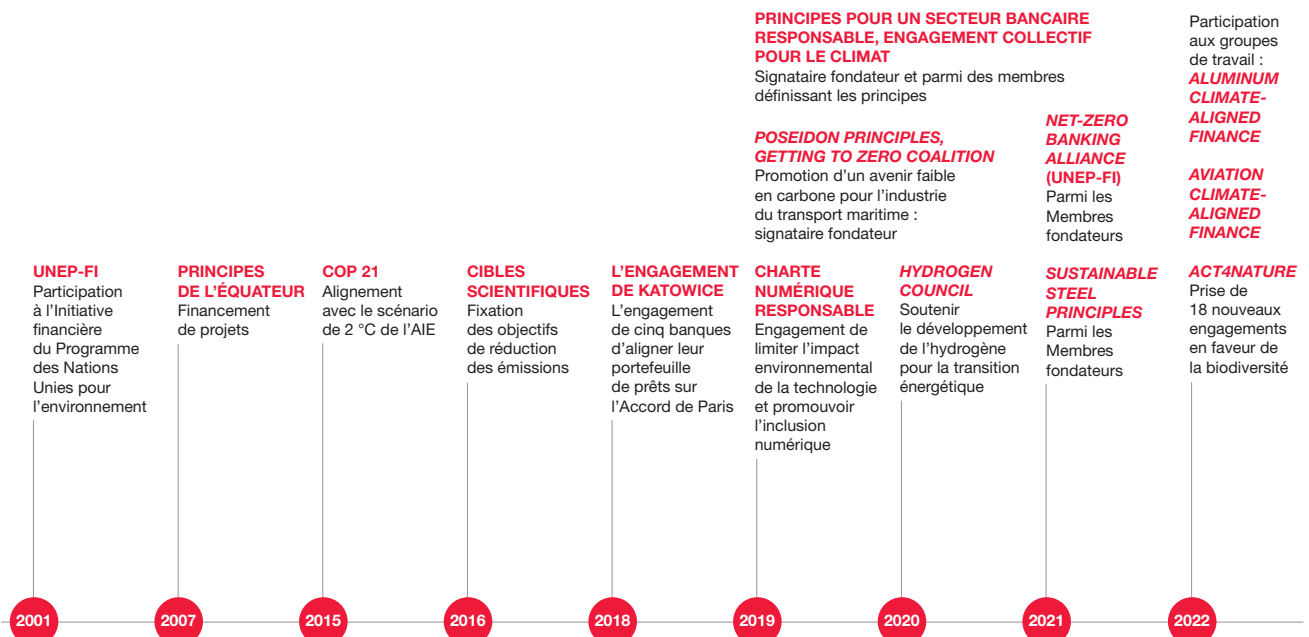 PRINCIPES POUR UN SECTEUR BANCAIRE
RESPONSABLE, ENGAGEMENT COLLECTIF
POUR LE CLIMAT
Signataire fondateur et parmi des membres
définissant les principes
POSEIDON PRINCIPLES,
GETTING TO ZERO COALITION
Promotion d’un avenir faible
en carbone pour l’industrie
du transport maritime :
signataire fondateur
NET-ZERO
BANKING
ALLIANCE
(UNEP-FI)
Parmi les
Membres
fondateurs
Participation
aux groupes
de travail :
ALUMINUM
CLIMATE-
ALIGNED
FINANCE
AVIATION
CLIMATE-
ALIGNED
FINANCE
UNEP-FI
Participation
à l’Initiative
financière
du Programme
des Nations
Unies pour
l’environnement
PRINCIPES
DE L’ÉQUATEUR
Financement
de projets
COP 21
Alignement
avec le scénario
de 2 °C de l’AIE
CIBLES
SCIENTIFIQUES
Fixation
des objectifs
de réduction
des émissions
L’ENGAGEMENT
DE KATOWICE
L’engagement
de cinq banques
d’aligner leur
portefeuille
de prêts sur
l’Accord de Paris
CHARTE
NUMÉRIQUE
RESPONSABLE
Engagement de
limiter l’impact
environnemental
de la technologie
et promouvoir
l’inclusion
numérique
HYDROGEN
COUNCIL
Soutenir
le développement
de l’hydrogène
pour la transition
énergétique
SUSTAINABLE
STEEL
PRINCIPLES
Parmi les
Membres
fondateurs
ACT4NATURE
Prise de
18 nouveaux
engagements
en faveur de
la biodiversité
2001
2007
2015
2016
2018
2019
2020
2021
2022